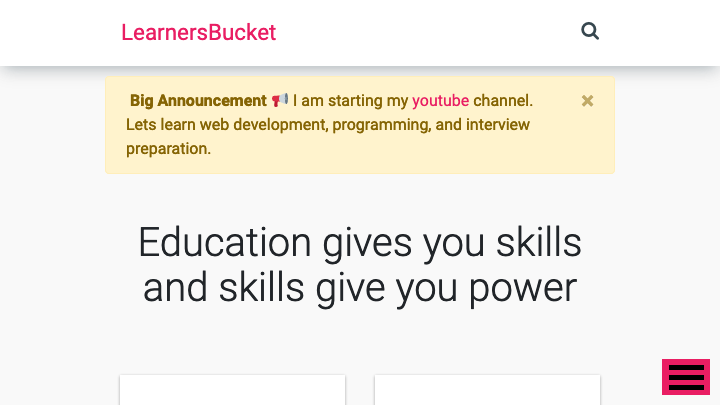 LearnersBucket
Big Announcement 📢 I am starting my youtube channel. ×
Lets learn web development, programming, and interview
preparation.
Education gives you skills
and skills give you power